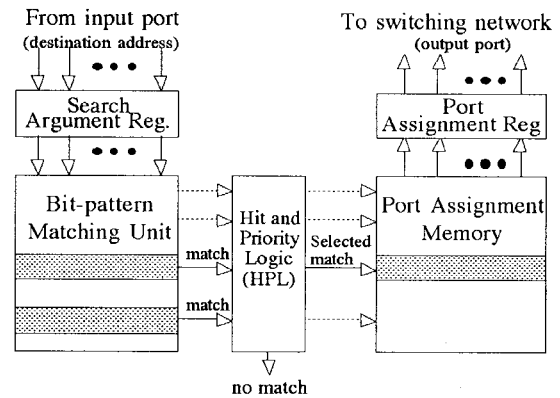 From input port
(destination address)
Search
Argument Reg.
Bit-pattern
Matching Unit
match
match
Hit and
Priority
Logic
(HPL)
no match
Selected
match
To switching network
(output port)
Port
Assignment Reg
Port Assignment
Memory